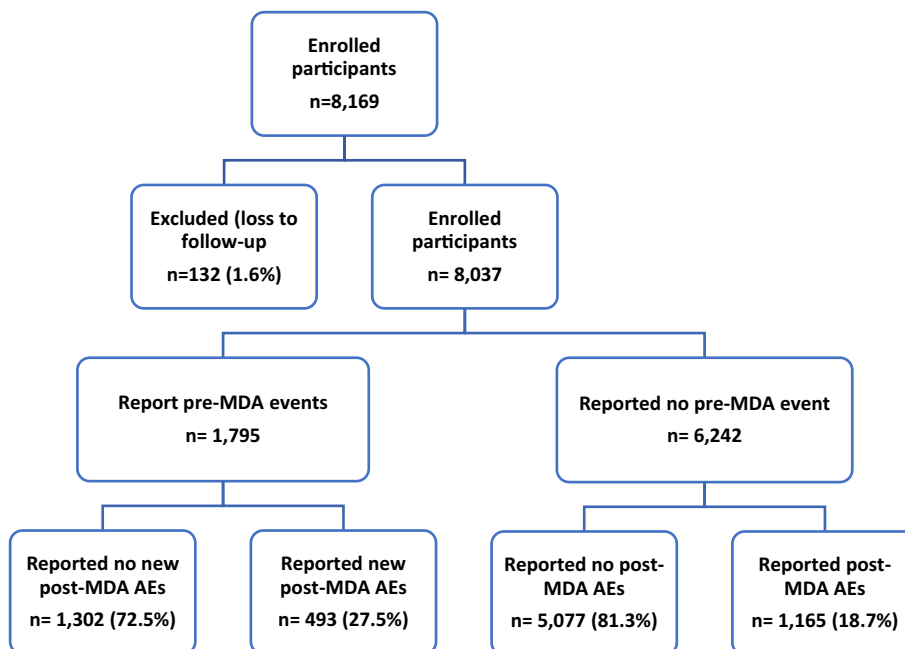 Enrolled
participants
n=8,169
Excluded (loss to
follow-up
n=132 (1.6%)
Enrolled
participants
n= 8,037
Report pre-MDA events
n= 1,795
Reported no pre-MDA event
n= 6,242
Reported no new
post-MDA AEs
n= 1,302 (72.5%)
Reported new
post-MDA AEs
n= 493 (27.5%)
Reported no post-
MDA AEs
n= 5,077 (81.3%)
Reported post-
MDA AEs
n= 1,165 (18.7%)